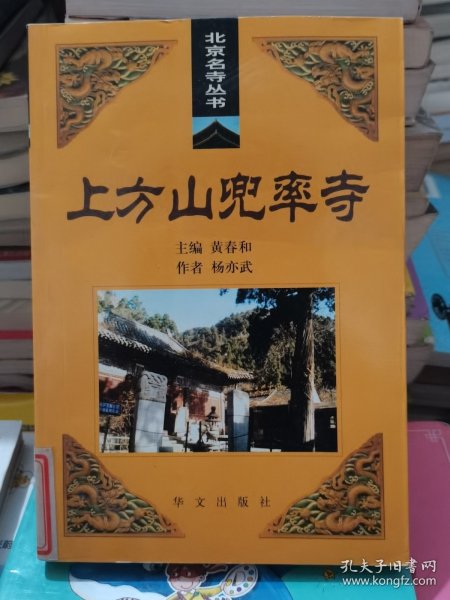 北京名寺丛书
上方山兜率寺
主编 黄春和
作者 杨亦武
华文出版社
孔夫子旧书网
www.kongfz.com